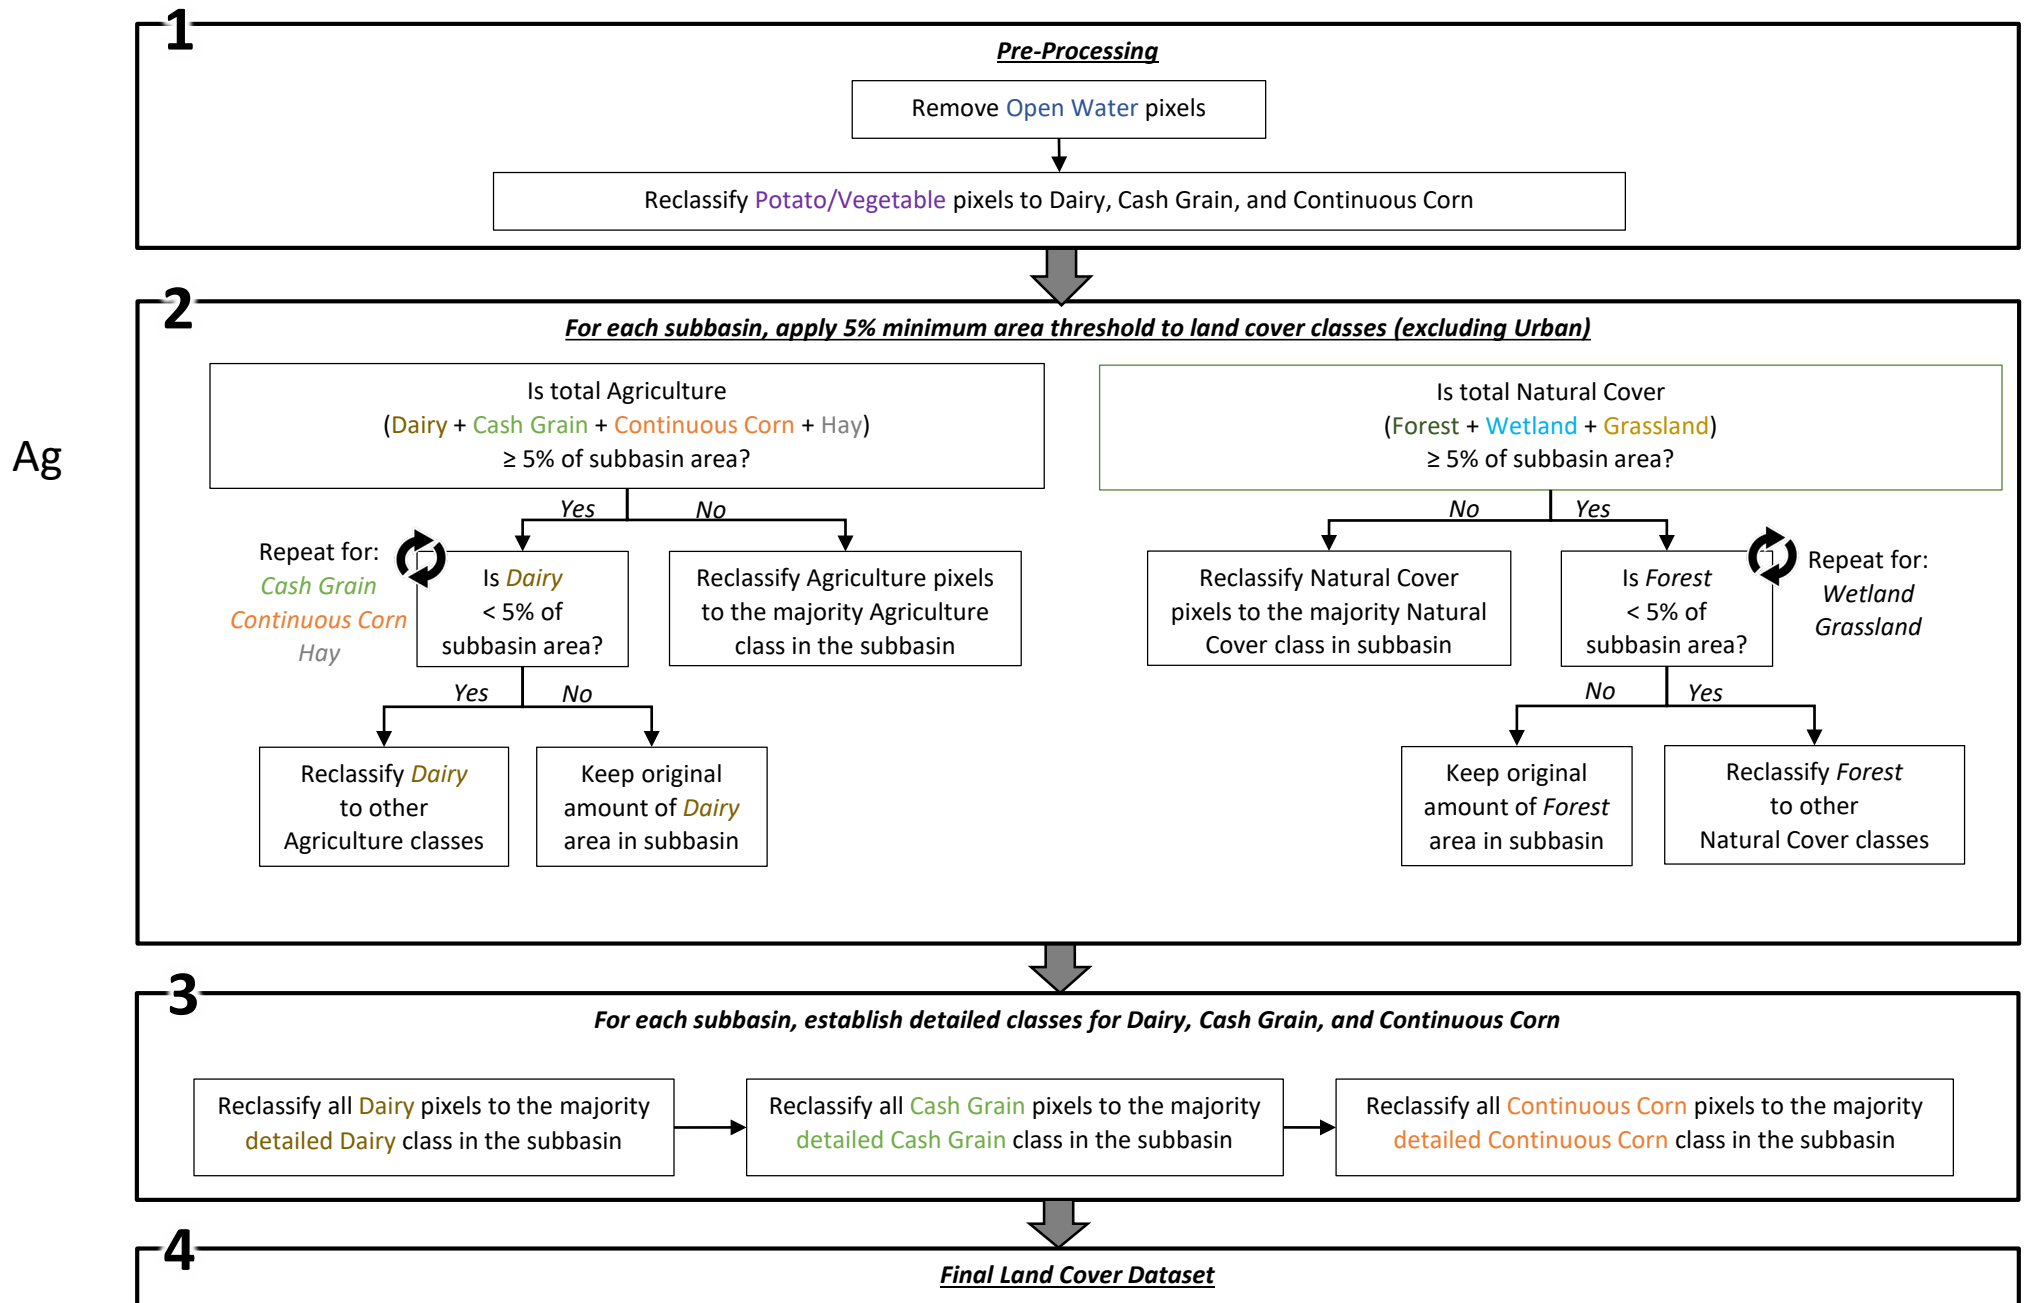 1
Pre-Processing
Remove Open Water pixels
Reclassify Potato/Vegetable pixels to Dairy, Cash Grain, and Continuous Corn
2
For each subbasin, apply 5% minimum area threshold to land cover classes (excluding Urban)
Ag
Is total Agriculture
(Dairy + Cash Grain + Continuous Corn + Hay)
≥ 5% of subbasin area?
Yes
No
Repeat for:
Cash Grain
Continuous Corn
Hay
Is Dairy
< 5% of
subbasin area?
Reclassify Agriculture pixels
to the majority Agriculture
class in the subbasin
Yes
No
Reclassify Dairy
to other
Agriculture classes
Keep original
amount of Dairy
area in subbasin
Is total Natural Cover
(Forest + Wetland + Grassland)
≥ 5% of subbasin area?
No
Yes
Reclassify Natural Cover
pixels to the majority Natural
Cover class in subbasin
Is Forest
< 5% of
subbasin area?
Repeat for:
Wetland
Grassland
No
Yes
Keep original
amount of Forest
area in subbasin
Reclassify Forest
to other
Natural Cover classes
3
For each subbasin, establish detailed classes for Dairy, Cash Grain, and Continuous Corn
Reclassify all Dairy pixels to the majority
detailed Dairy class in the subbasin
Reclassify all Cash Grain pixels to the majority
detailed Cash Grain class in the subbasin
Reclassify all Continuous Corn pixels to the majority
detailed Continuous Corn class in the subbasin
4
Final Land Cover Dataset